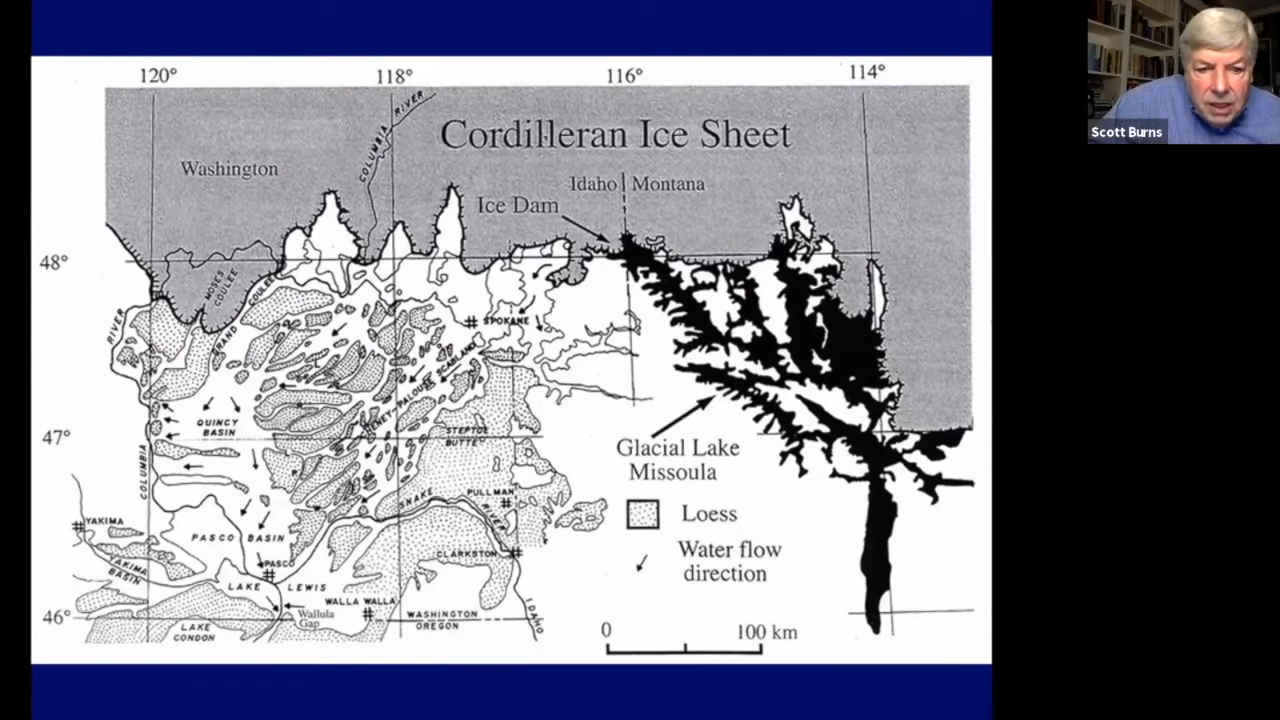 120°
118°
116°
114°
COLUMBIA RIVER
Cordilleran Ice Sheet
Washington
Idaho | Montana
Ice Dam
48°
MOSES
COULEE
GRAND COULEE
RIVER
SPOKANE
CHENEY-PALOUSE SCABLAND
QUINCY
BASIN
47°
STEPTOE
BUTTE
Glacial Lake
Missoula
COLUMBIA
SNAKE
RIVER
PULLMAN
Loess
YAKIMA
PASCO BASIN
CLARKSTON
Water flow
direction
YAKIMA
BASIN
PASCO
LAKE LEWIS
WALLA WALLA
Wallula
Gap
46°
WASHINGTON
OREGON
IDAHO
LAKE
CONDON
0
100 km
Scott Burns